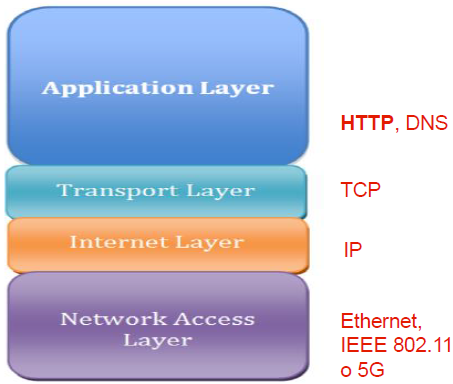 Application Layer
HTTP, DNS
Transport Layer
TCP
Internet Layer
IP
Network Access
Layer
Ethernet,
IEEE 802.11
o 5G